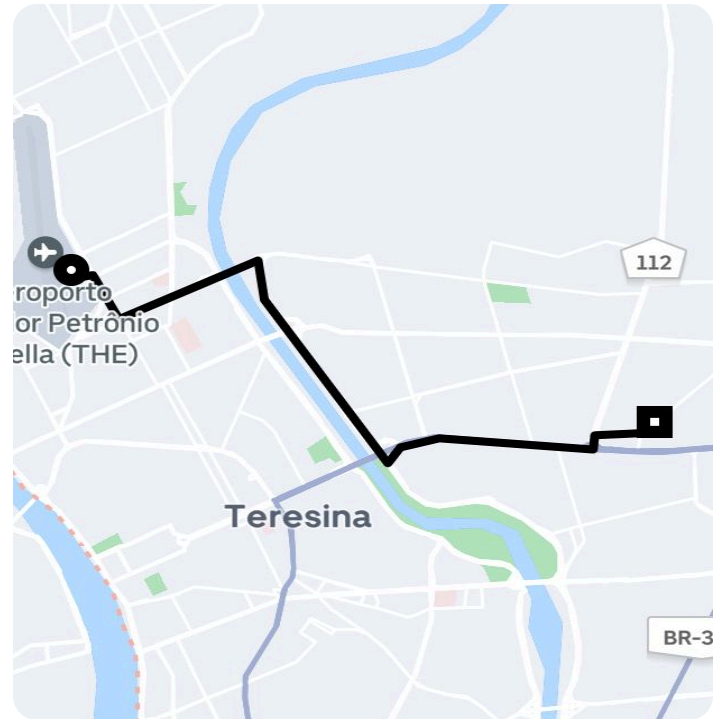 112
roporto
or Petrônio
ella (THE)
Teresina
BR-3